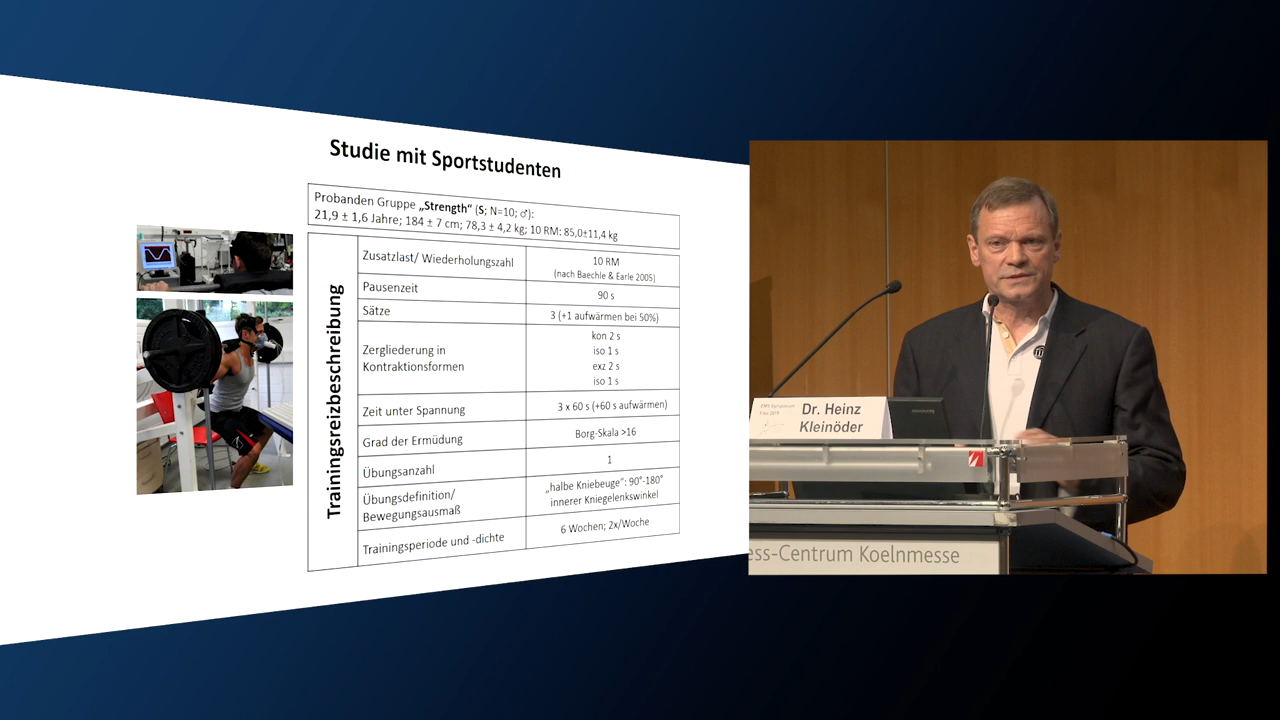 Studie mit Sportstudenten
Probanden Gruppe „Strength“ (S; N=10; ♂):
21,9 ± 1,6 Jahre; 184 ± 7 cm; 78,3 ± 4,2 kg; 10 RM: 85,0±11,4 kg
Trainingsreizbeschreibung
Zusatzlast/ Wiederholungszahl
10 RM
(nach Baechle & Earle 2005)
Pausenzeit
90 s
Sätze
3 (+1 aufwärmen bei 50%)
Zergliederung in
Kontraktionsformen
kon 2 s
iso 1 s
exz 2 s
iso 1 s
Zeit unter Spannung
3 x 60 s (+60 s aufwärmen)
Grad der Ermüdung
Borg-Skala >16
Übungsanzahl
1
Übungsdefinition/
Bewegungsausmaß
„halbe Kniebeuge“: 90°-180°
innerer Kniegelenkswinkel
Trainingsperiode und -dichte
6 Wochen; 2x/Woche
Dr. Heinz
Kleinöder
ess-Centrum Koelnmesse